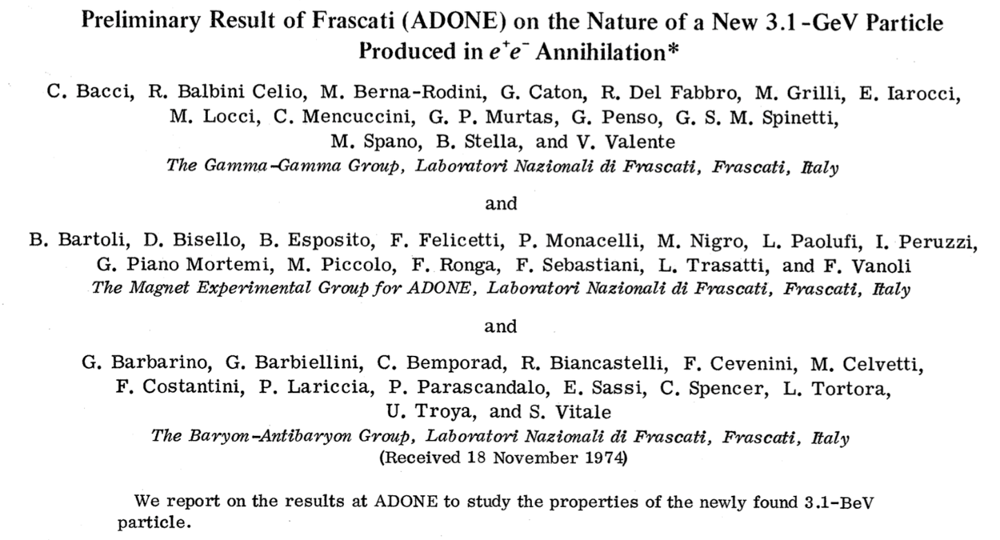 Preliminary Result of Frascati (ADONE) on the Nature of a New 3.1-GeV Particle
Produced in e⁺e⁻ Annihilation*
C. Bacci, R. Balbini Celio, M. Berna-Rodini, G. Caton, R. Del Fabbro, M. Grilli, E. Iarocci,
M. Locci, C. Mencuccini, G. P. Murtas, G. Penso, G. S. M. Spinetti,
M. Spano, B. Stella, and V. Valente
The Gamma-Gamma Group, Laboratori Nazionali di Frascati, Frascati, Italy
and
B. Bartoli, D. Bisello, B. Esposito, F. Felicetti, P. Monacelli, M. Nigro, L. Paolufi, I. Peruzzi,
G. Piano Mortemi, M. Piccolo, F. Ronga, F. Sebastiani, L. Trasatti, and F. Vanoli
The Magnet Experimental Group for ADONE, Laboratori Nazionali di Frascati, Frascati, Italy
and
G. Barbarino, G. Barbiellini, C. Bemporad, R. Biancastelli, F. Cevenini, M. Celvetti,
F. Costantini, P. Lariccia, P. Parascandalo, E. Sassi, C. Spencer, L. Tortora,
U. Troya, and S. Vitale
The Baryon-Antibaryon Group, Laboratori Nazionali di Frascati, Frascati, Italy
(Received 18 November 1974)
We report on the results at ADONE to study the properties of the newly found 3.1-BeV
particle.